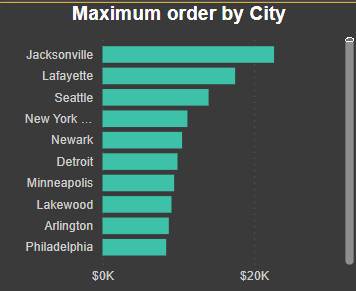 Maximum order by City
Jacksonville
Lafayette
Seattle
New York ...
Newark
Detroit
Minneapolis
Lakewood
Arlington
Philadelphia
$0K $20K